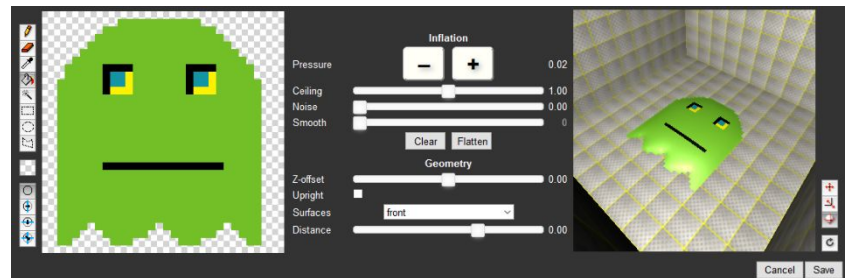 Inflation
Pressure 0.02
Ceiling 1.00
Noise 0.00
Smooth 0
Clear Flatten
Geometry
Z-offset 0.00
Upright
Surfaces front
Distance 0.00
Cancel Save